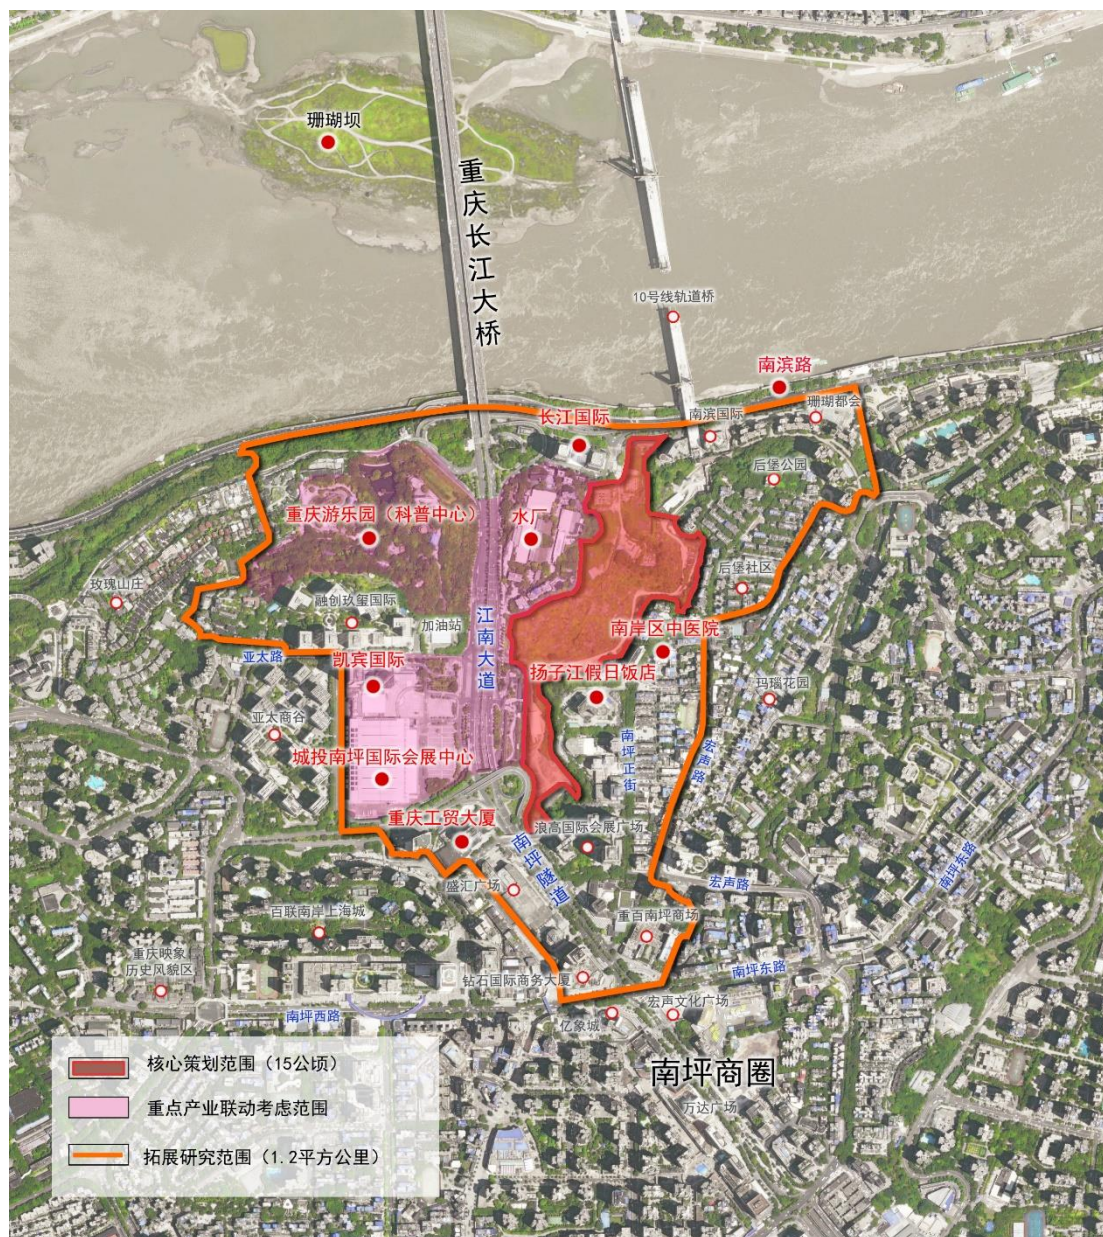 珊瑚坝
重庆长江大桥
10号线轨道桥
南滨路
珊瑚都会
长江国际
南滨国际
后堡公园
重庆游乐园（科普中心）
水厂
后堡社区
玫瑰山庄
融创玖玺国际
加油站
江南大道
南岸区中医院
亚太路
凯宾国际
扬子江假日饭店
玛瑙花园
亚太商谷
南坪正街
宏声路
城投南坪国际会展中心
重庆工贸大厦
浪高国际会展广场
南坪隧道
南坪东路
盛汇广场
宏声路
百联南岸上海城
重百南坪商场
重庆映象
历史风貌区
钻石国际商务大厦
南坪东路
南坪西路
亿象城
宏声文化广场
南坪商圈
万达广场
核心策划范围（15公顷）
重点产业联动考虑范围
拓展研究范围（1.2平方公里）